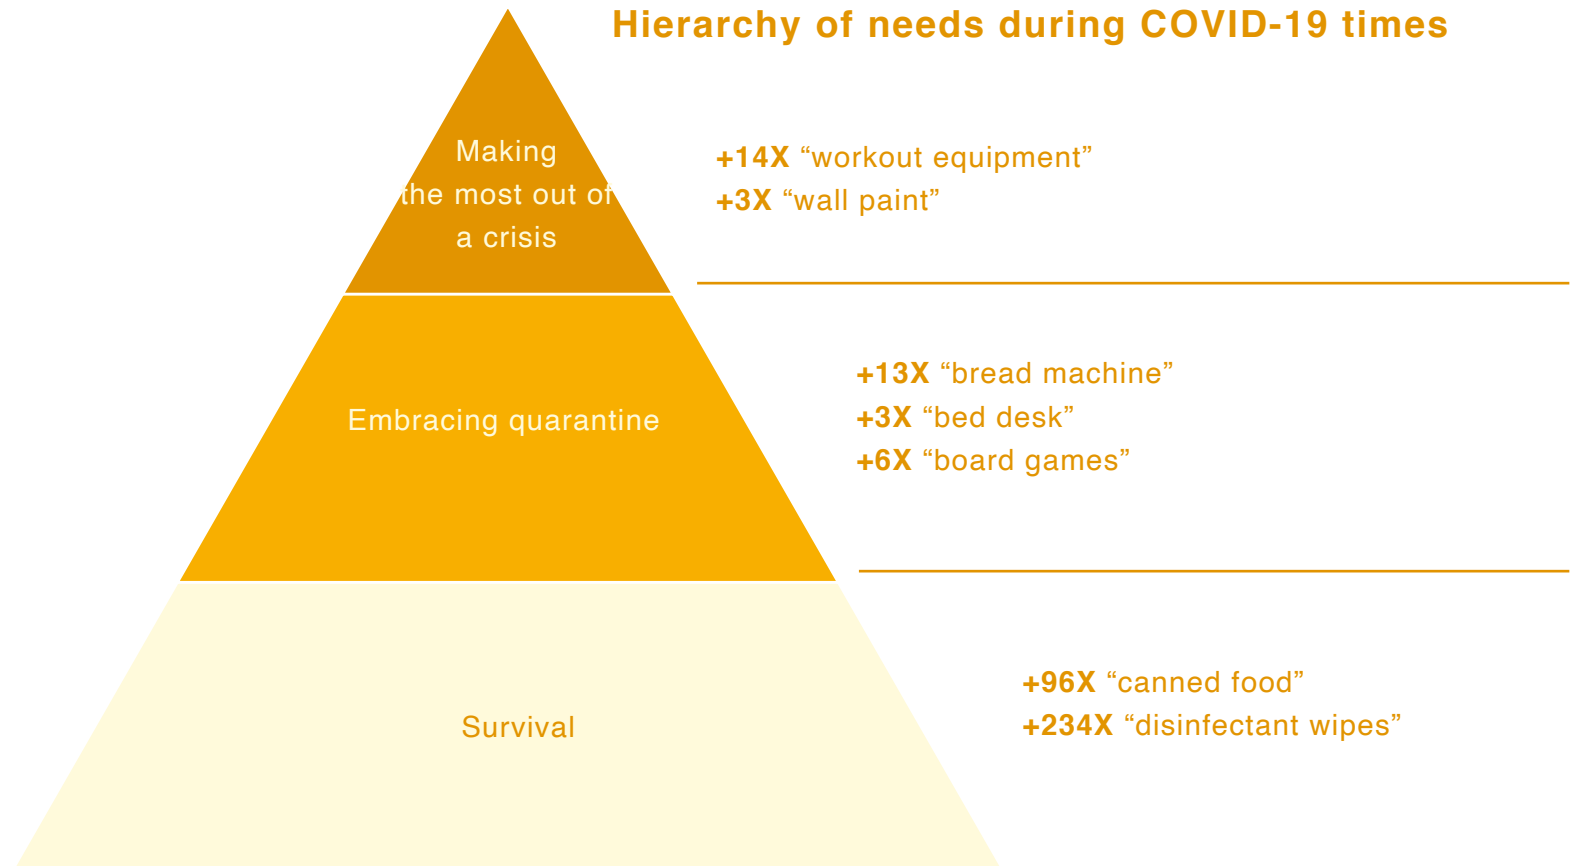 Hierarchy of needs during COVID-19 times
Making
the most out of
a crisis
+14X “workout equipment”
+3X “wall paint”
Embracing quarantine
+13X “bread machine”
+3X “bed desk”
+6X “board games”
Survival
+96X “canned food”
+234X “disinfectant wipes”